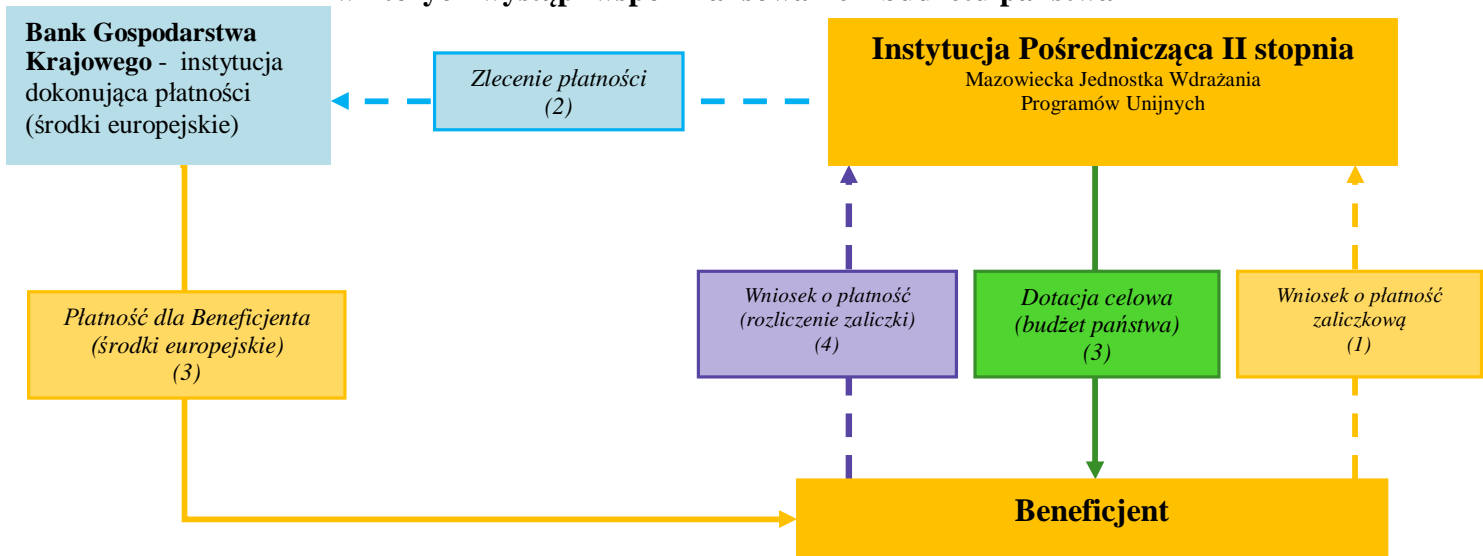 Bank Gospodarstwa
Krajowego - instytucja
dokonująca płatności
(środki europejskie)
Zlecenie płatności
(2)
Instytucja Pośrednicząca II stopnia
Mazowiecka Jednostka Wdrażania
Programów Unijnych
Płatność dla Beneficjenta
(środki europejskie)
(3)
Wniosek o płatność
(rozliczenie zaliczki)
(4)
Dotacja celowa
(budżet państwa)
(3)
Wniosek o płatność
zaliczkową
(1)
Beneficjent